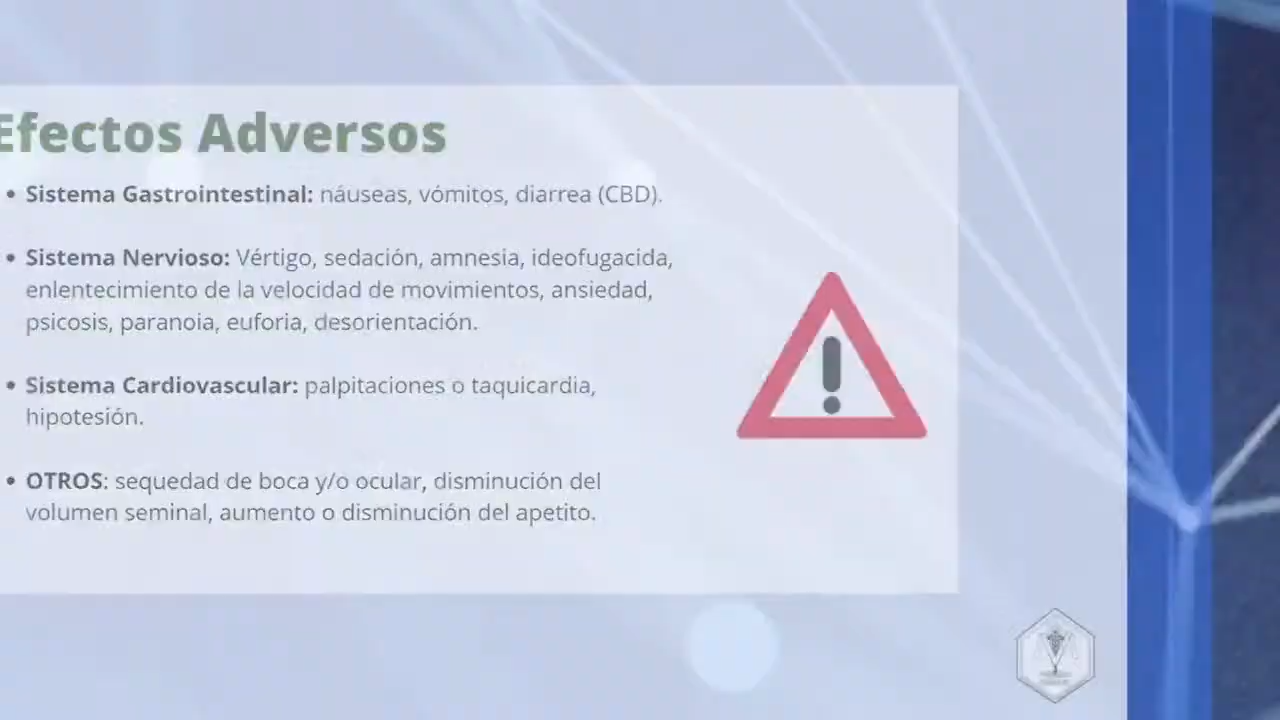 Efectos Adversos
• Sistema Gastrointestinal: náuseas, vómitos, diarrea (CBD).
• Sistema Nervioso: Vértigo, sedación, amnesia, ideofugacida,
enlentecimiento de la velocidad de movimientos, ansiedad,
psicosis, paranoia, euforia, desorientación.
• Sistema Cardiovascular: palpitaciones o taquicardia,
hipotesión.
• OTROS: sequedad de boca y/o ocular, disminución del
volumen seminal, aumento o disminución del apetito.